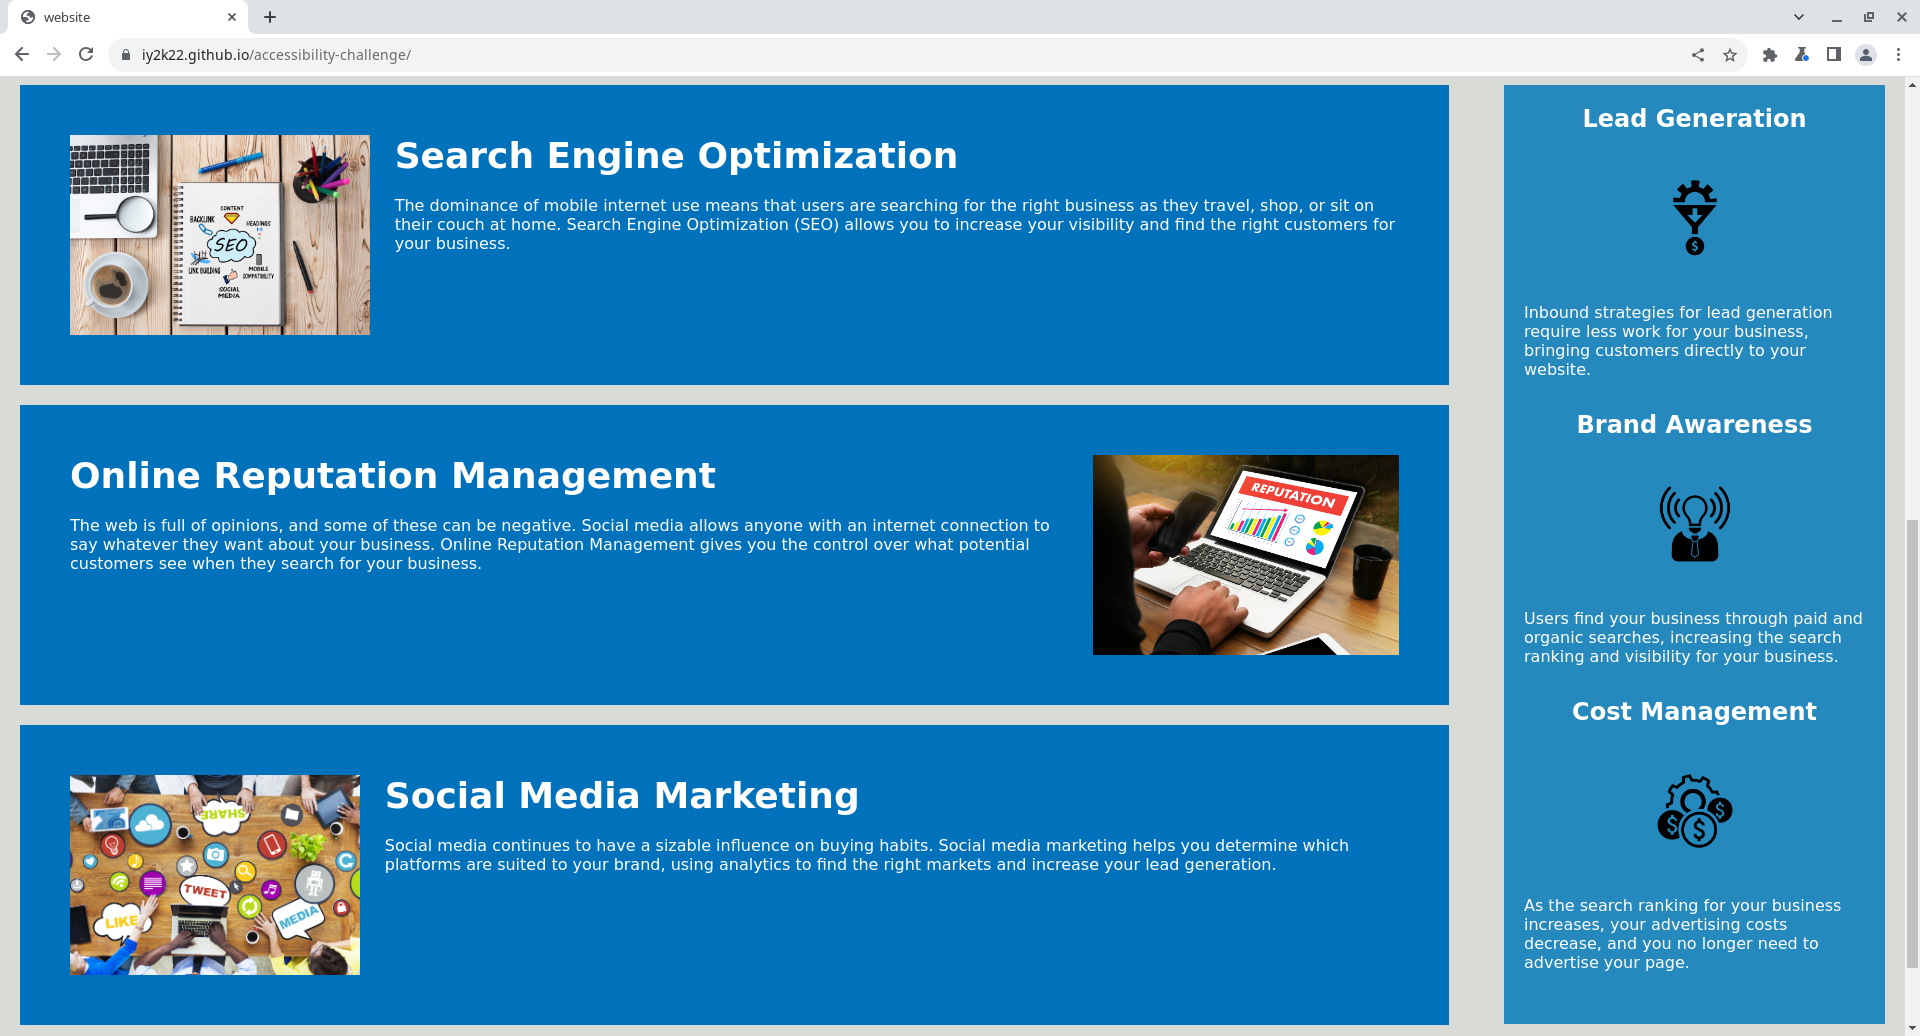 website
iy2k22.github.io/accessibility-challenge/
CONTENT
BACKLINK
HEADINGS
SEO
LINK BUILDING
MOBILE
COMPATIBILITY
SOCIAL
MEDIA
Search Engine Optimization
The dominance of mobile internet use means that users are searching for the right business as they travel, shop, or sit on
their couch at home. Search Engine Optimization (SEO) allows you to increase your visibility and find the right customers for
your business.
Online Reputation Management
The web is full of opinions, and some of these can be negative. Social media allows anyone with an internet connection to
say whatever they want about your business. Online Reputation Management gives you the control over what potential
customers see when they search for your business.
REPUTATION
SHARE
TWEET
LIKE
MEDIA
Social Media Marketing
Social media continues to have a sizable influence on buying habits. Social media marketing helps you determine which
platforms are suited to your brand, using analytics to find the right markets and increase your lead generation.
Lead Generation
$
Inbound strategies for lead generation
require less work for your business,
bringing customers directly to your
website.
Brand Awareness
Users find your business through paid and
organic searches, increasing the search
ranking and visibility for your business.
Cost Management
$ $ $
As the search ranking for your business
increases, your advertising costs
decrease, and you no longer need to
advertise your page.